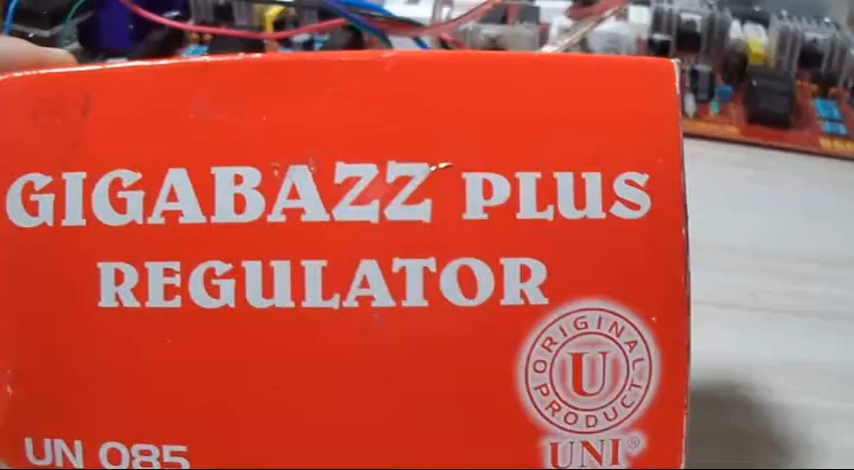 GIGABAZZ PLUS
REGULATOR
ORIGINAL
U
PRODUCT
UNI®
UN 085